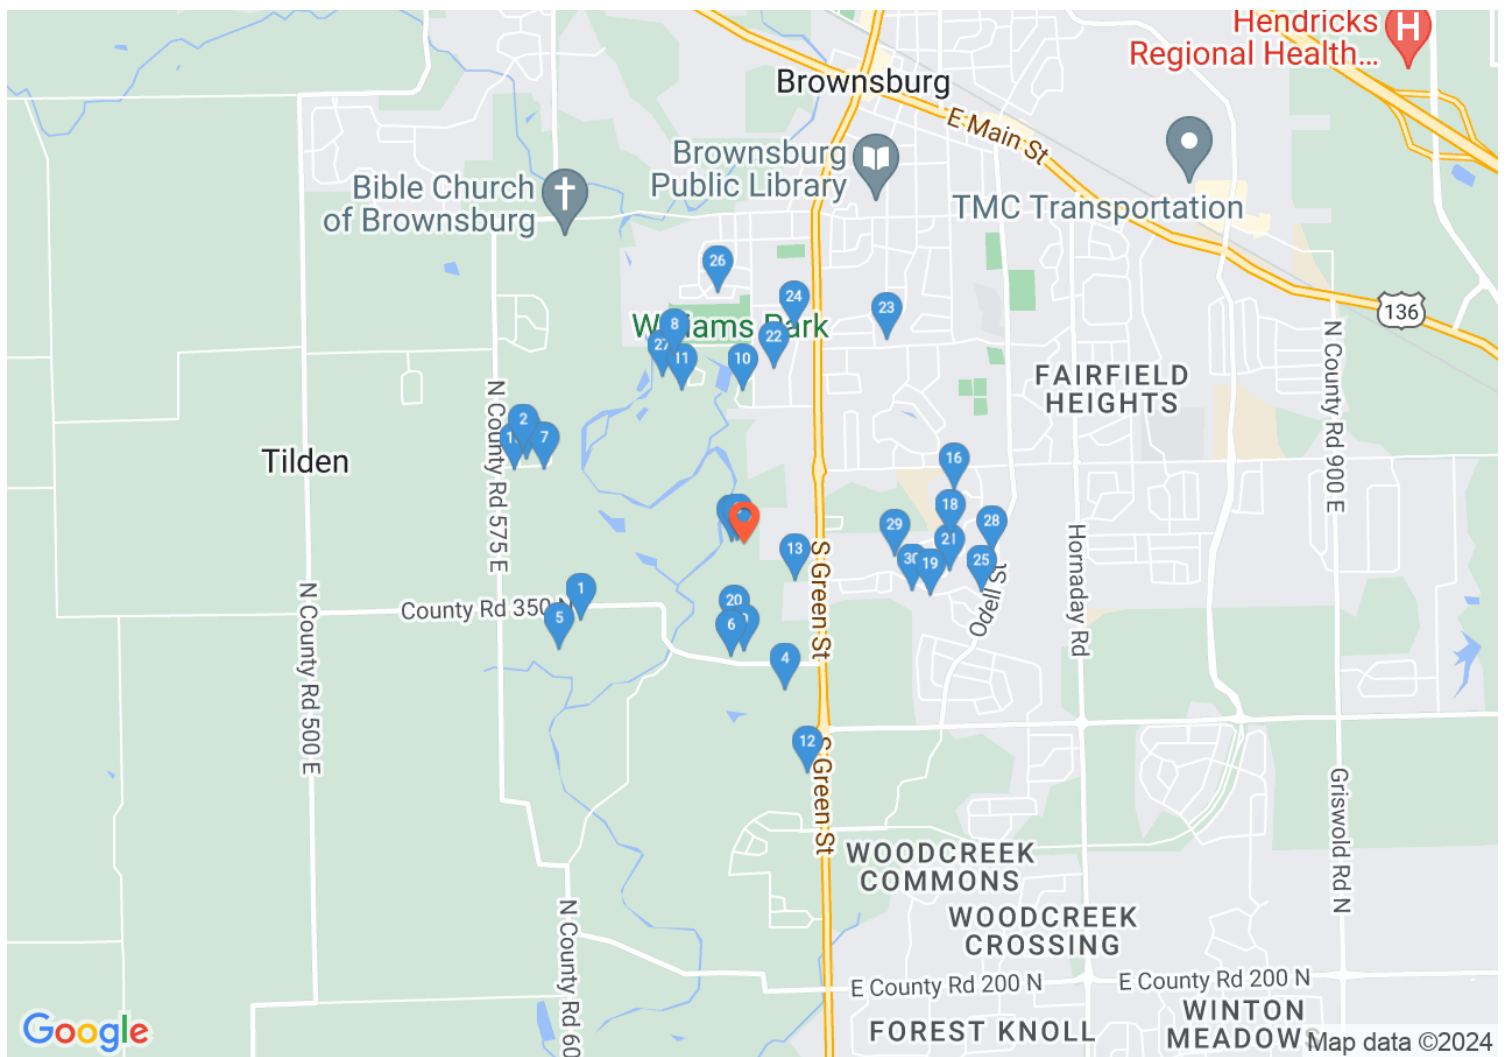 Hendricks
Regional Health...
H
Brownsburg
E Main St
Brownsburg
Public Library
Bible Church
of Brownsburg
TMC Transportation
26
24
23
136
8
Williams Park
22
27
11
10
N County Rd 900 E
FAIRFIELD
HEIGHTS
N County Rd 575 E
2
7
Tilden
16
18
29
28
21
13
S Green St
30
19
25
Hornaday Rd
Odell St
N County Rd 500 E
1
County Rd 350 N
5
20
6
4
12
S Green St
Griswold Rd N
WOODCREEK
COMMONS
WOODCREEK
CROSSING
N County Rd 60
E County Rd 200 N
E County Rd 200 N
FOREST KNOLL
WINTON
Google
Map data ©2024